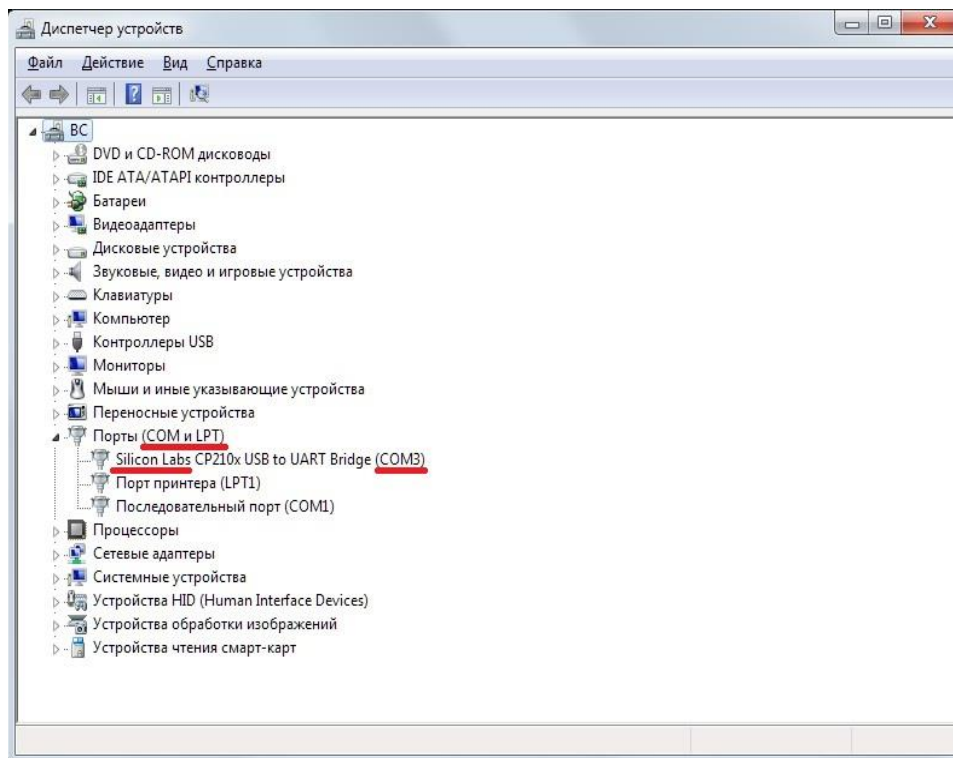 Диспетчер устройств
Файл Действие Вид Справка
BC
DVD и CD-ROM дисководы
IDE ATA/ATAPI контроллеры
Батареи
Видеоадаптеры
Дисковые устройства
Звуковые, видео и игровые устройства
Клавиатуры
Компьютер
Контроллеры USB
Мониторы
Мыши и иные указывающие устройства
Переносные устройства
Порты (COM и LPT)
Silicon Labs CP210x USB to UART Bridge (COM3)
Порт принтера (LPT1)
Последовательный порт (COM1)
Процессоры
Сетевые адаптеры
Системные устройства
Устройства HID (Human Interface Devices)
Устройства обработки изображений
Устройства чтения смарт-карт